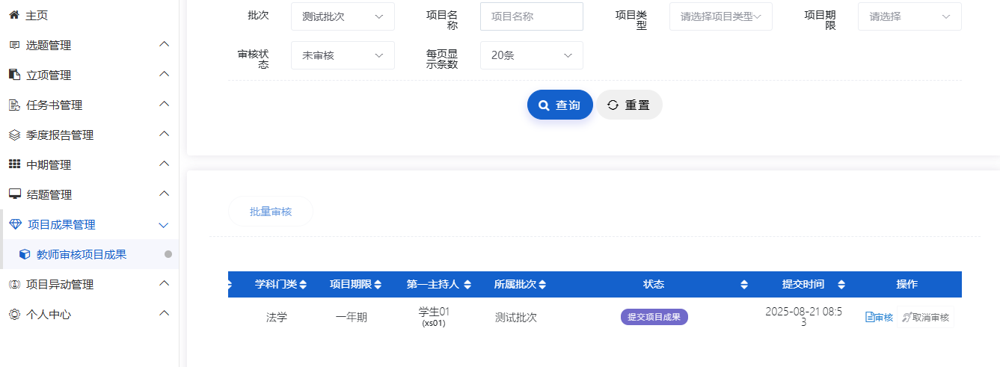 主页
选题管理
立项管理
任务书管理
季度报告管理
中期管理
结题管理
项目成果管理
教师审核项目成果
项目异动管理
个人中心
批次
测试批次
项目名
称
项目名称
项目类
型
请选择项目类型
项目期
限
请选择
审核状
态
未审核
每页显
示条数
20条
查询
重置
批量审核
学科门类 项目期限 第一主持人 所属批次 状态 提交时间 操作
法学 一年期 学生01
(xs01)
测试批次 提交项目成果 2025-08-21 08:5
3
审核 取消审核